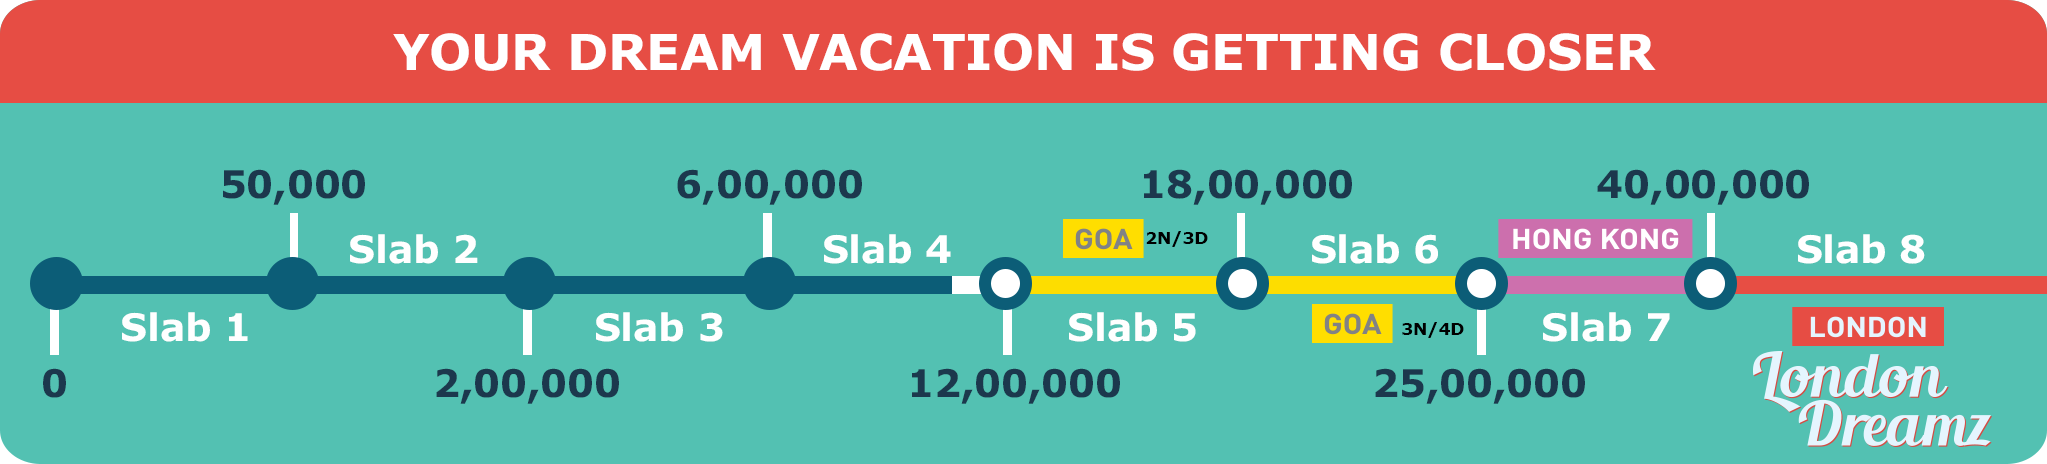 YOUR DREAM VACATION IS GETTING CLOSER
50,000
6,00,000
18,00,000
40,00,000
Slab 2
Slab 4
GOA 2N/3D
Slab 6
HONG KONG
Slab 8
Slab 1
Slab 3
Slab 5
GOA 3N/4D
Slab 7
LONDON
0
2,00,000
12,00,000
25,00,000
London
Dreamz